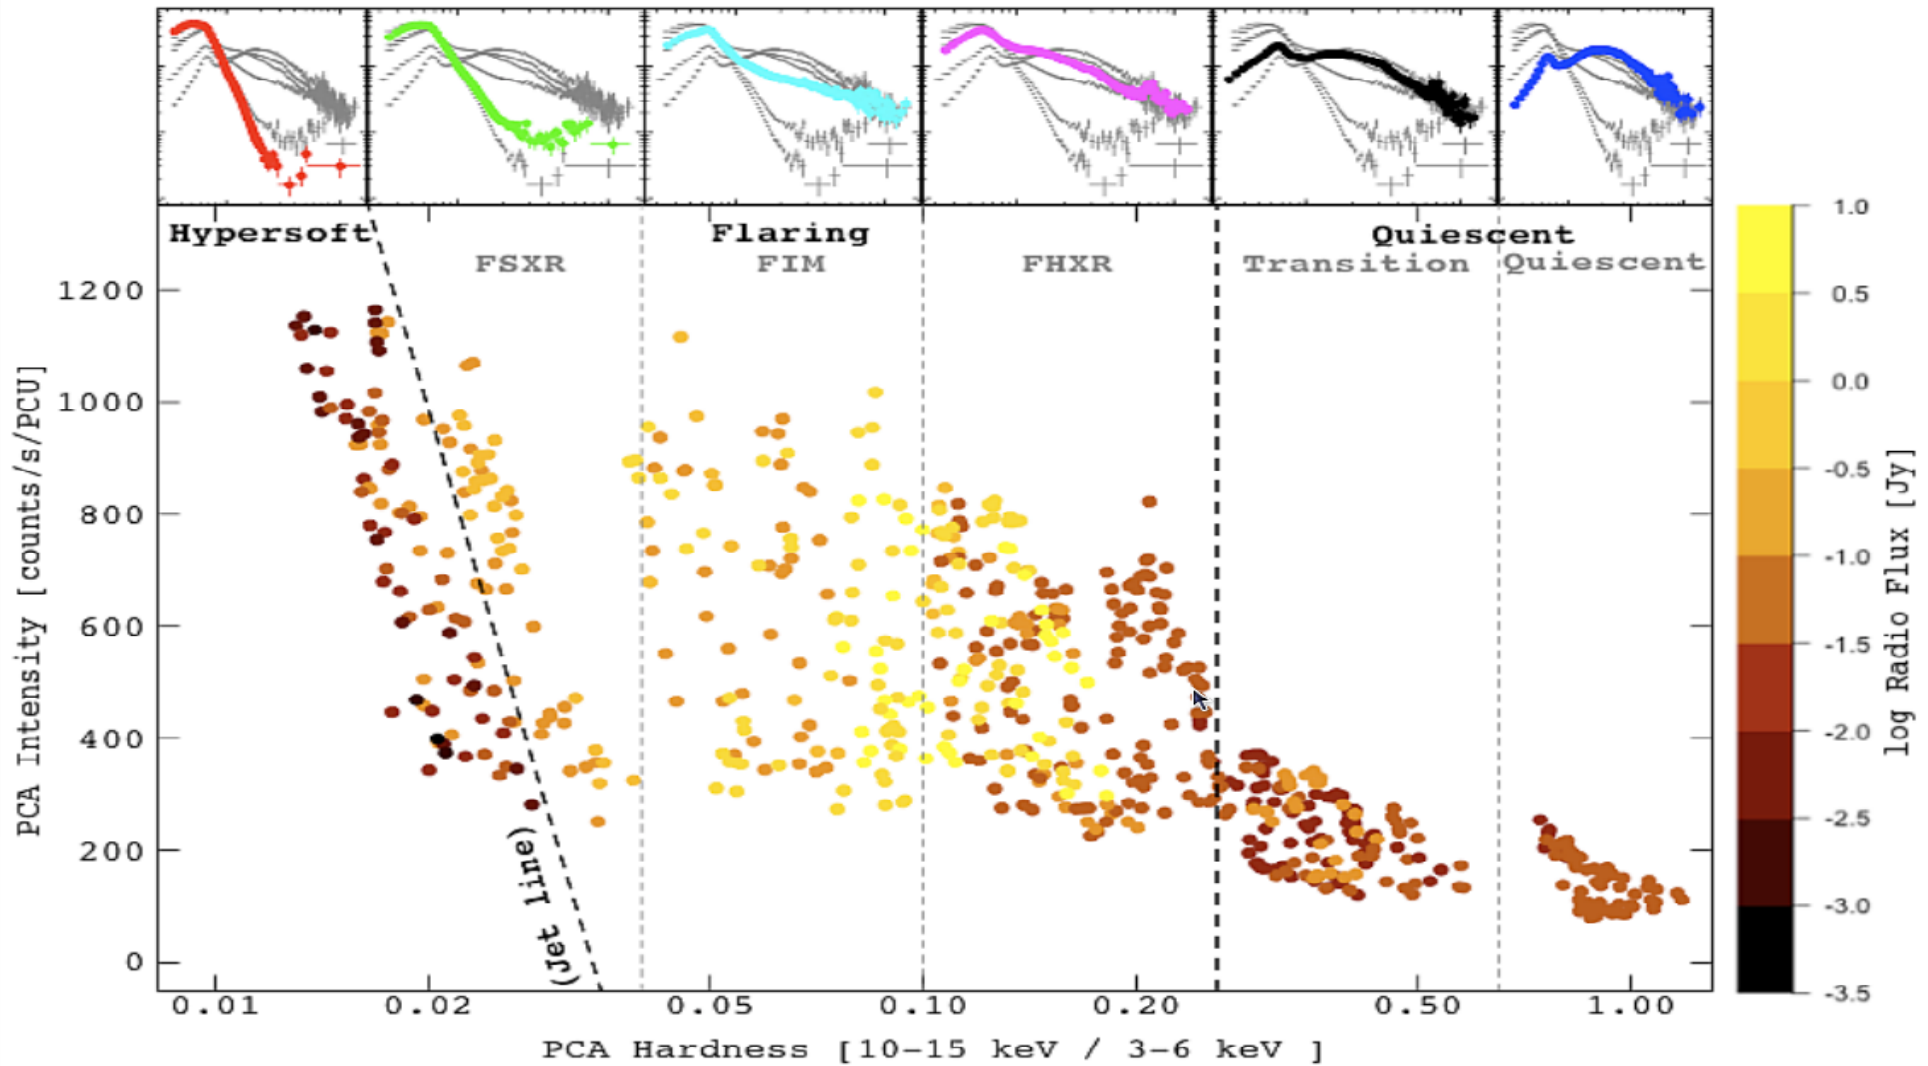 Hypersoft
Flaring
Quiescent
FSXR
FIM
FHXR
Transition
Quiescent
1200
1000
800
600
400
200
0
PCA Intensity [counts/s/PCU]
(Jet line)
0.01
0.02
0.05
0.10
0.20
0.50
1.00
PCA Hardness [10-15 keV / 3-6 keV ]
1.0
0.5
0.0
-0.5
-1.0
-1.5
-2.0
-2.5
-3.0
-3.5
log Radio Flux [Jy]